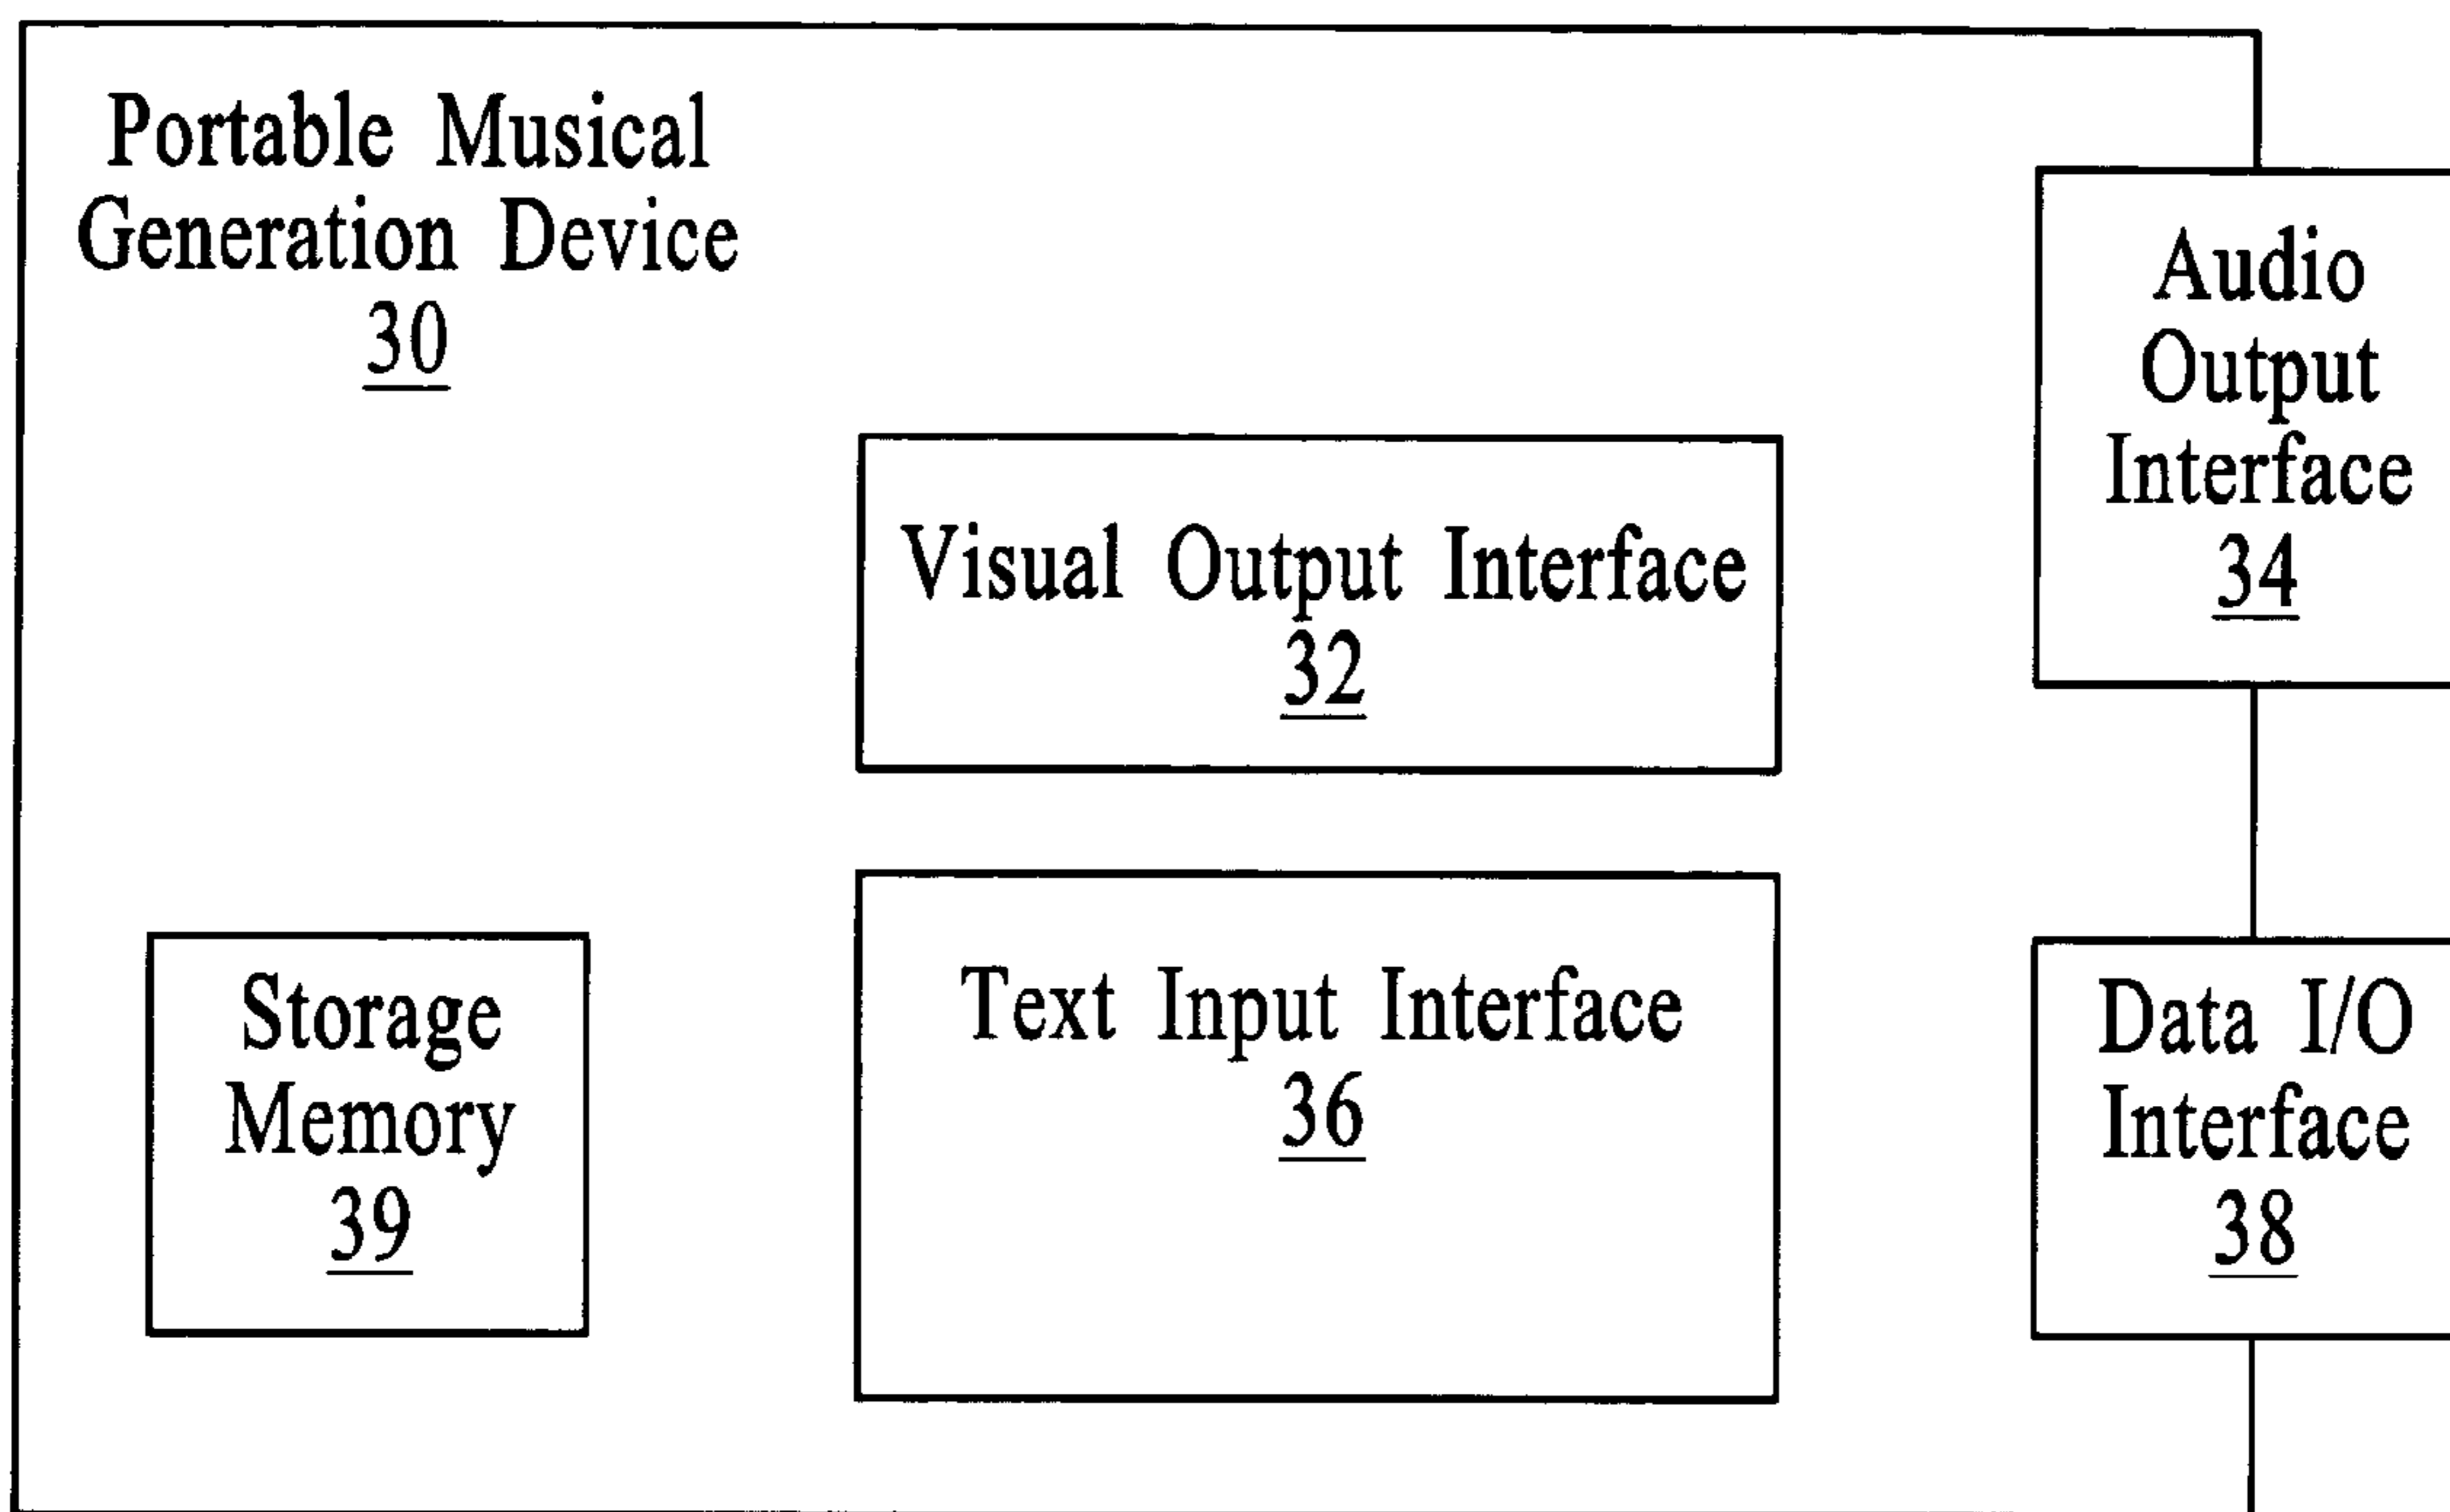 Portable Musical
Generation Device
30
Audio
Output
Interface
34
Visual Output Interface
32
Storage
Memory
39
Text Input Interface
36
Data I/O
Interface
38